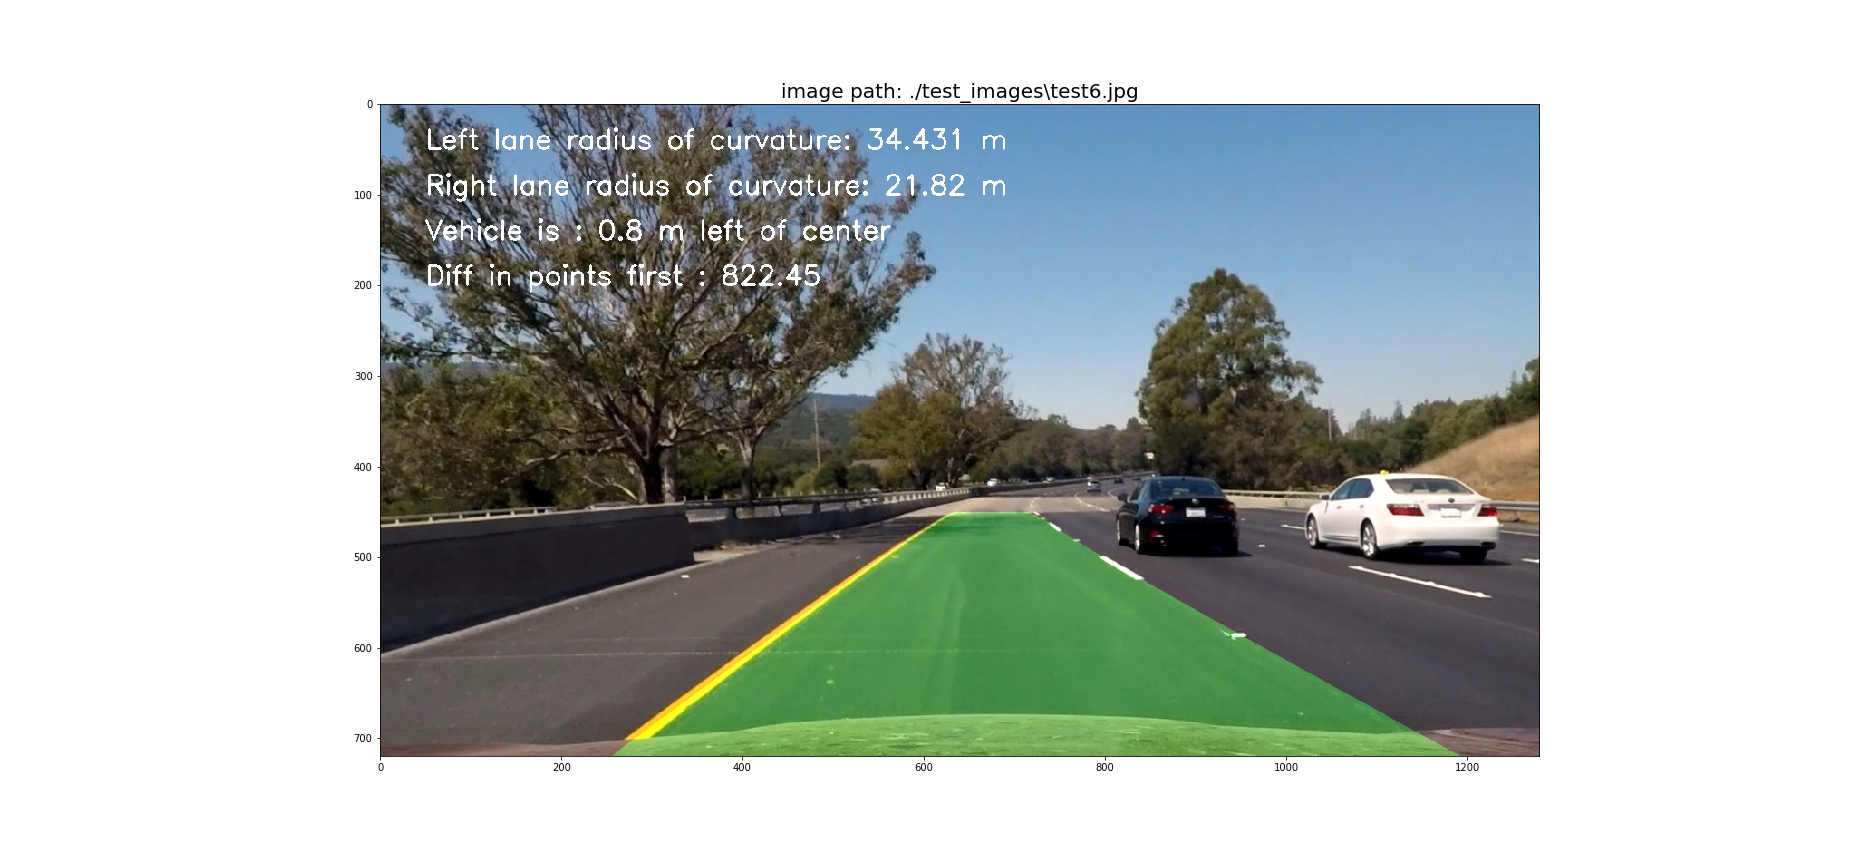 image path: ./test_images\test6.jpg
Left lane radius of curvature: 34.431 m
Right lane radius of curvature: 21.82 m
Vehicle is : 0.8 m left of center
Diff in points first : 822.45
0
100
200
300
400
500
600
700
0 200 400 600 800 1000 1200